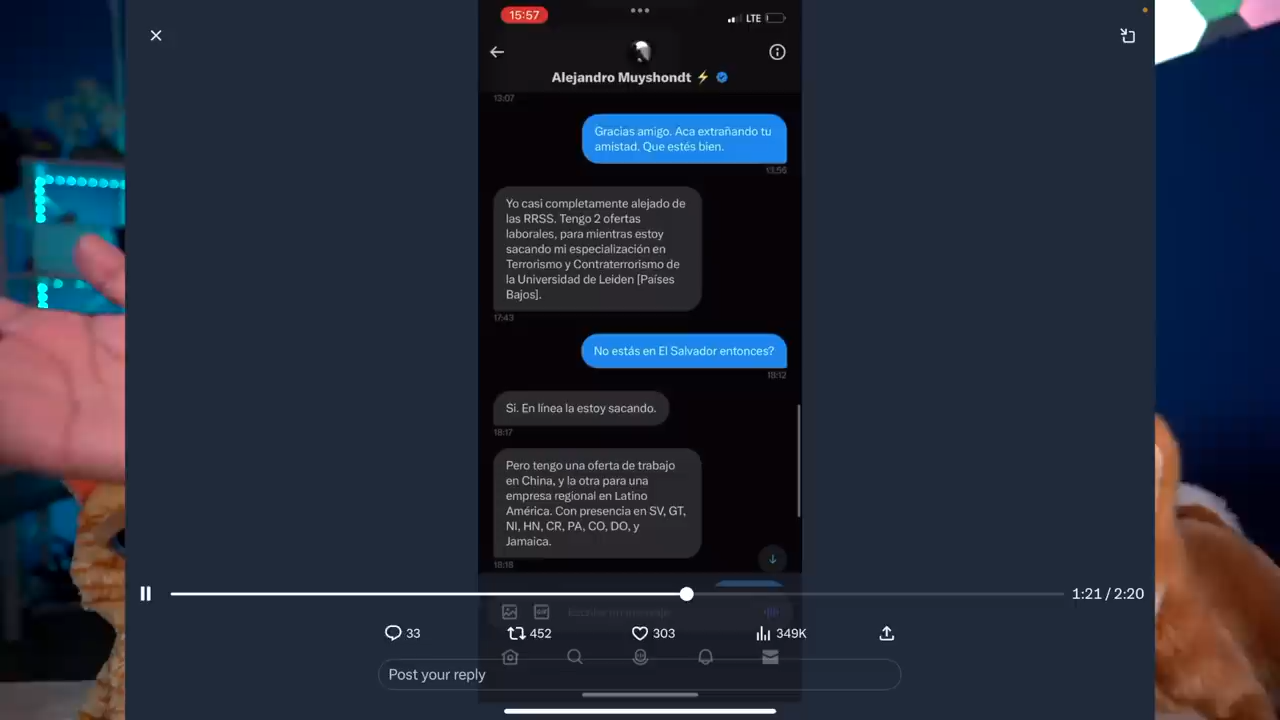 15:57
LTE
Alejandro Muyshondt ⚡
13:07
Gracias amigo. Aca extrañando tu
amistad. Que estés bien.
13:56
Yo casi completamente alejado de
las RRSS. Tengo 2 ofertas
laborales, para mientras estoy
sacando mi especialización en
Terrorismo y Contraterrorismo de
la Universidad de Leiden [Países
Bajos].
17:43
No estás en El Salvador entonces?
18:12
Si. En línea la estoy sacando.
18:17
Pero tengo una oferta de trabajo
en China, y la otra para una
empresa regional en Latino
América. Con presencia en SV, GT,
NI, HN, CR, PA, CO, DO, y
Jamaica.
18:18
1:21 / 2:20
GIF
33
452
303
349K
Post your reply